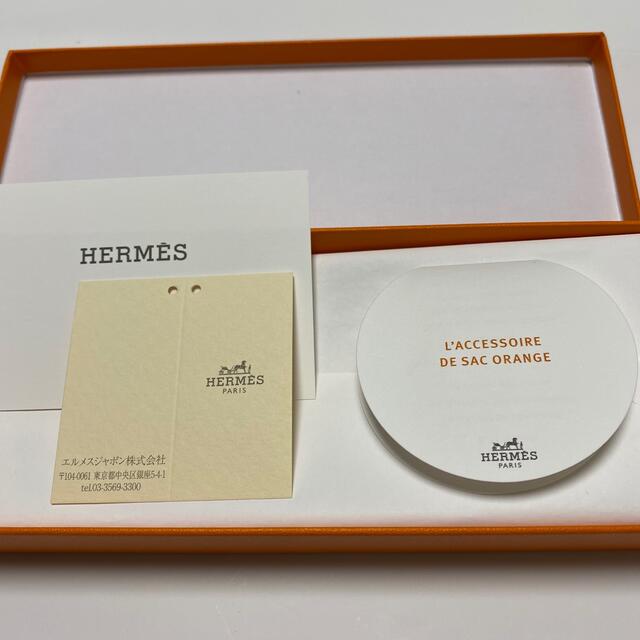 HERMÈS
HERMÈS
PARIS
エルメスジャポン株式会社
〒104-0061 東京都中央区銀座5-4-1
tel.03-3569-3300
L'ACCESSOIRE
DE SAC ORANGE
HERMÈS
PARIS